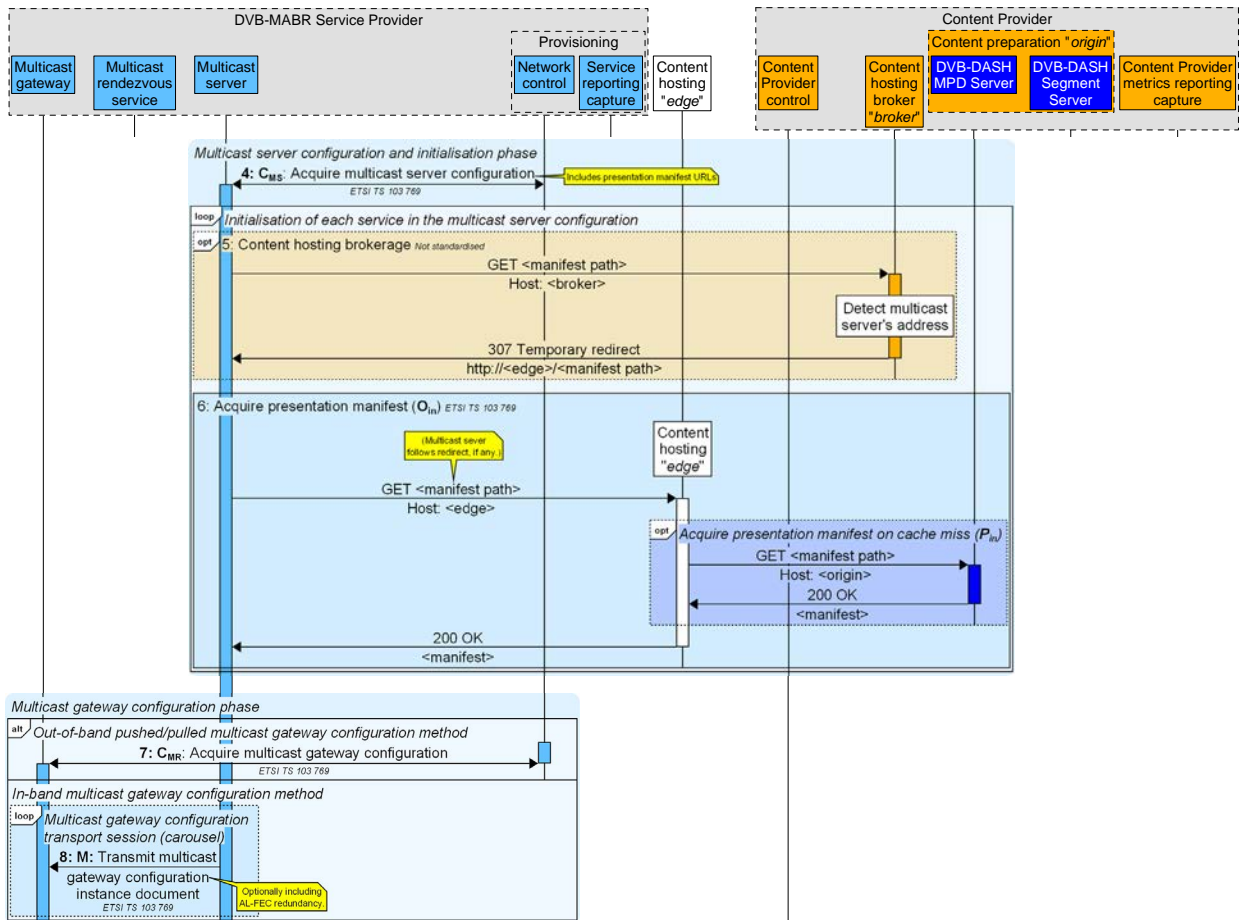 DVB-MABR Service Provider
Content Provider
Provisioning
Content preparation "origin"
Multicast
gateway
Multicast
rendezvous
service
Multicast
server
Network
control
Service
reporting
capture
Content
hosting
"edge"
Content
Provider
control
Content
hosting
broker
"broker"
DVB-DASH
MPD Server
DVB-DASH
Segment
Server
Content Provider
metrics reporting
capture
Multicast server configuration and initialisation phase
4: CMS: Acquire multicast server configuration
ETSI TS 103 769
Includes presentation manifest URLs
loop
Initialisation of each service in the multicast server configuration
opt
5: Content hosting brokerage Not standardised
GET <manifest path>
Host: <broker>
Detect multicast
server's address
307 Temporary redirect
http://<edge>/<manifest path>
6: Acquire presentation manifest (Oin) ETSI TS 103 769
(Multicast sever
follows redirect, if any.)
Content
hosting
"edge"
GET <manifest path>
Host: <edge>
opt
Acquire presentation manifest on cache miss (Pin)
GET <manifest path>
Host: <origin>
200 OK
<manifest>
200 OK
<manifest>
Multicast gateway configuration phase
alt
Out-of-band pushed/pulled multicast gateway configuration method
7: CMR: Acquire multicast gateway configuration
ETSI TS 103 769
In-band multicast gateway configuration method
loop
Multicast gateway configuration
transport session (carousel)
8: M: Transmit multicast
gateway configuration
instance document
ETSI TS 103 769
Optionally including
AL-FEC redundancy.